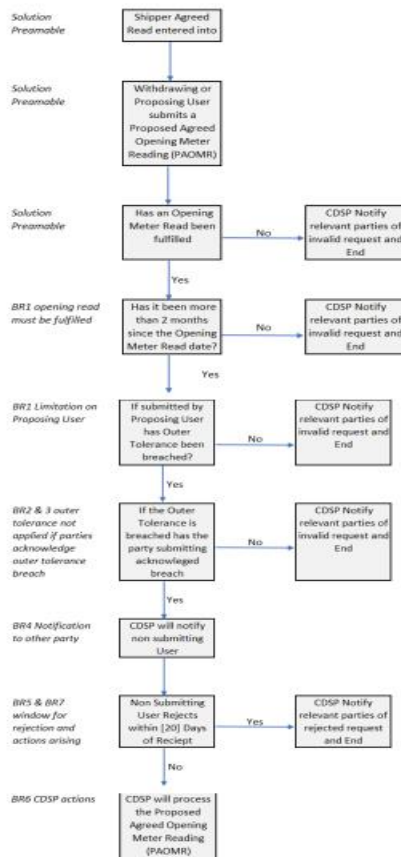 Solution
Preamable
Shipper Agreed
Read entered into
Solution
Preamable
Withdrawing or
Proposing User
submits a
Proposed Agreed
Opening Meter
Reading (PAOMR)
Solution
Preamable
Has an Opening
Meter Read been
fulfilled
No
CDSP Notify
relevant parties of
invalid request and
End
Yes
BR1 opening read
must be fulfilled
Has it been more
than 2 months
since the Opening
Meter Read date?
No
CDSP Notify
relevant parties of
invalid request and
End
Yes
BR1 Limitation on
Proposing User
If submitted by
Proposing User
has Outer
Tolerance been
breached?
No
CDSP Notify
relevant parties of
invalid request and
End
Yes
BR2 & 3 outer
tolerance not
applied if parties
acknowledge
outer tolerance
breach
If the Outer
Tolerance is
breached has the
party submitting
acknowleged
breach
No
CDSP Notify
relevant parties of
invalid request and
End
Yes
BR4 Notification
to other party
CDSP will notify
non submitting
User
BR5 & BR7
window for
rejection and
actions arising
Non Submitting
User Rejects
within [20] Days
of Reciept
Yes
CDSP Notify
relevant parties of
rejected request
and End
No
BR6 CDSP actions
CDSP will process
the Proposed
Agreed Opening
Meter Reading
(PAOMR)